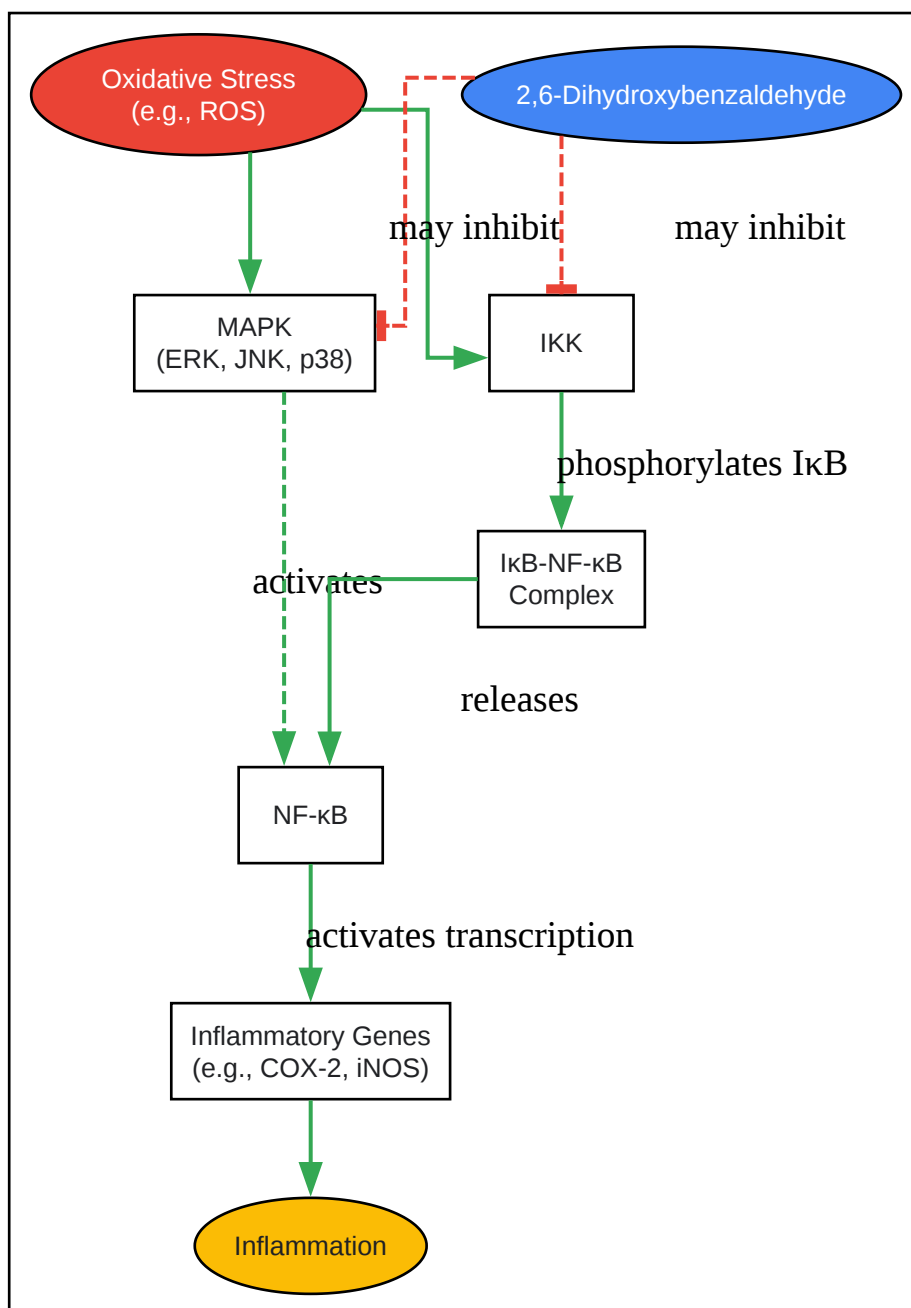 Oxidative Stress
(e.g., ROS)
2,6-Dihydroxybenzaldehyde
may inhibit
may inhibit
MAPK
(ERK, JNK, p38)
IKK
phosphorylates IκB
IκB-NF-κB
Complex
activates
releases
NF-κB
activates transcription
Inflammatory Genes
(e.g., COX-2, iNOS)
Inflammation